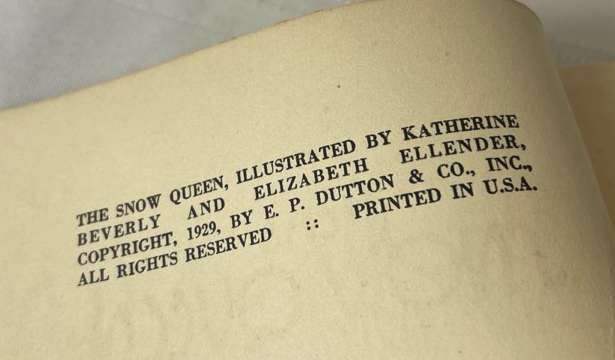 THE SNOW QUEEN, ILLUSTRATED BY KATHERINE
BEVERLY AND ELIZABETH ELLENDER,
COPYRIGHT, 1929, BY E. P. DUTTON & CO., INC.,
ALL RIGHTS RESERVED :: PRINTED IN U.S.A.